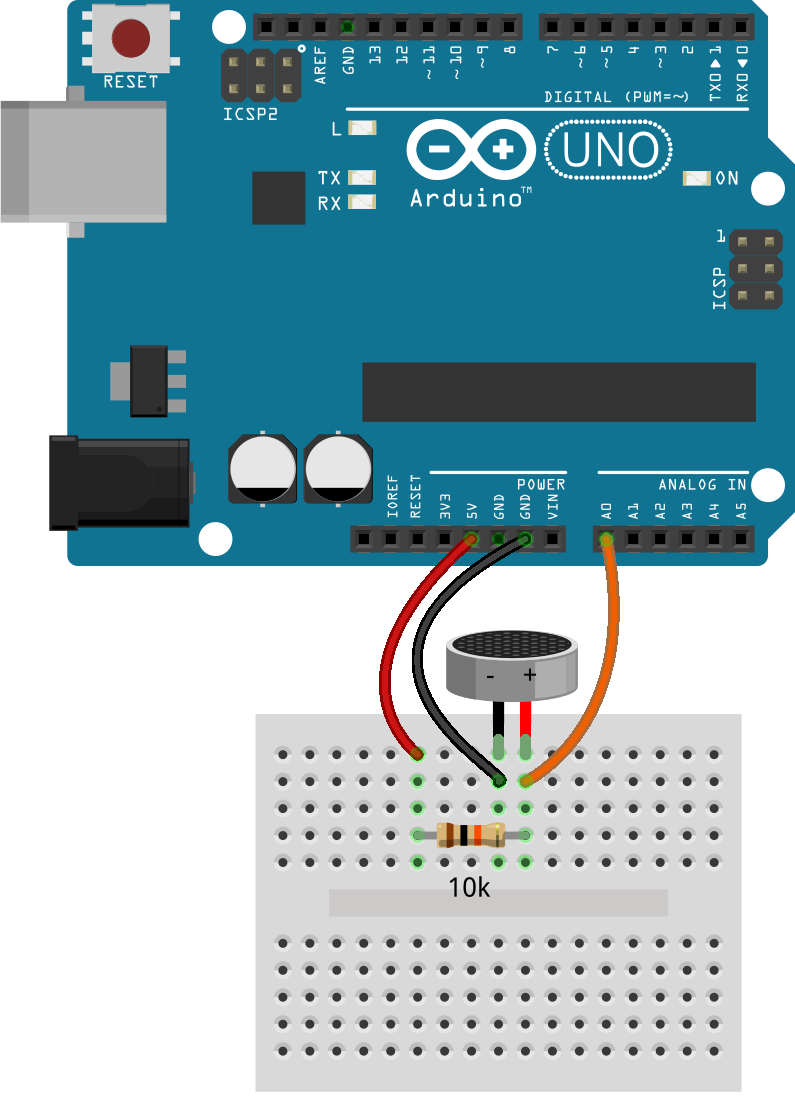 RESET
ICSP2
AREF
GND
13
12
~11
~10
~9
8
7
~6
~5
4
~3
2
TX0▶1
RX0◀0
DIGITAL (PWM=~)
L
TX
RX
Arduino™
UNO
ON
1
ICSP
IOREF
RESET
3V3
5V
GND
GND
VIN
POWER
ANALOG IN
A0
A1
A2
A3
A4
A5
- +
10k